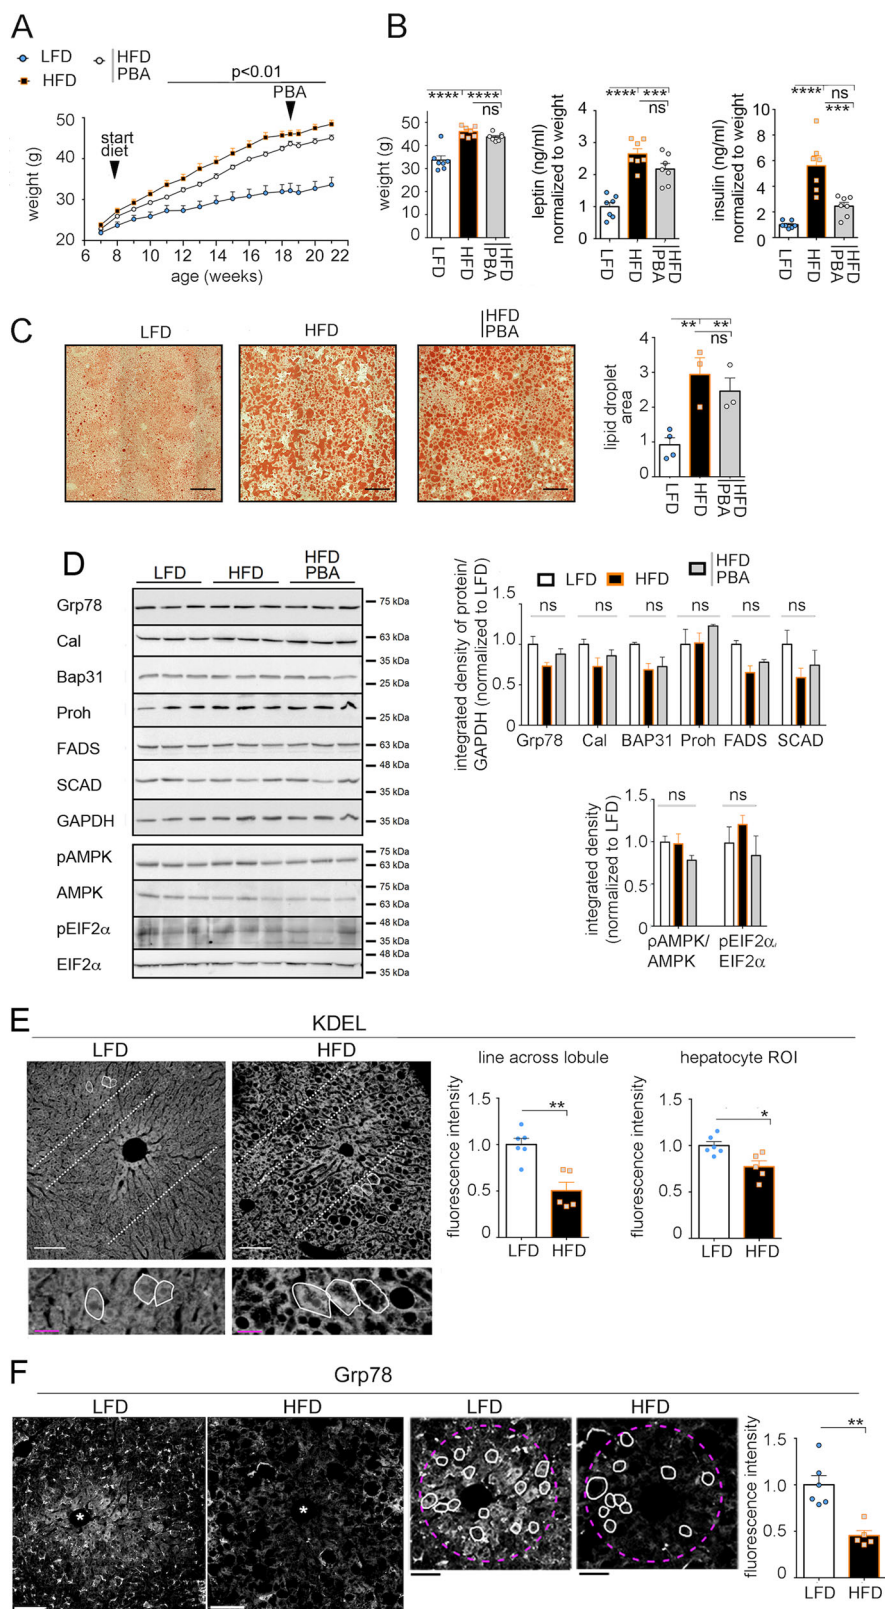 A
LFD
HFD
HFD
PBA
p<0.01
PBA
start
diet
weight (g)
60
50
40
30
20
6 8 10 12 14 16 18 20 22
age (weeks)
B
**** ****
ns
weight (g)
60
50
40
30
20
10
0
LFD
HFD
HFD
PBA
**** ***
ns
leptin (ng/ml)
normalized to weight
4
3
2
1
0
LFD
HFD
HFD
PBA
**** ns
***
insulin (ng/ml)
normalized to weight
10
8
6
4
2
0
LFD
HFD
HFD
PBA
C
LFD
HFD
HFD
PBA
** **
ns
lipid droplet
area
4
3
2
1
0
LFD
HFD
HFD
PBA
D
LFD
HFD
HFD
PBA
Grp78
75 kDa
Cal
63 kDa
Bap31
35 kDa
25 kDa
Proh
25 kDa
FADS
63 kDa
SCAD
48 kDa
35 kDa
GAPDH
35 kDa
pAMPK
75 kDa
63 kDa
AMPK
75 kDa
63 kDa
pEIF2α
48 kDa
35 kDa
EIF2α
48 kDa
35 kDa
LFD
HFD
HFD
PBA
integrated density of protein/
GAPDH (normalized to LFD)
1.5
1.0
0.5
0
ns ns ns ns ns ns
Grp78 Cal BAP31 Proh FADS SCAD
integrated density
(normalized to LFD)
1.5
1.0
0.5
0
ns ns
pAMPK/
AMPK
pEIF2α/
EIF2α
E
KDEL
LFD
HFD
line across lobule
fluorescence intensity
1.5
1.0
0.5
0
**
LFD HFD
hepatocyte ROI
fluorescence intensity
1.5
1.0
0.5
0
*
LFD HFD
F
Grp78
LFD
HFD
LFD
HFD
*
*
fluorescence intensity
1.5
1.0
0.5
0
**
LFD HFD